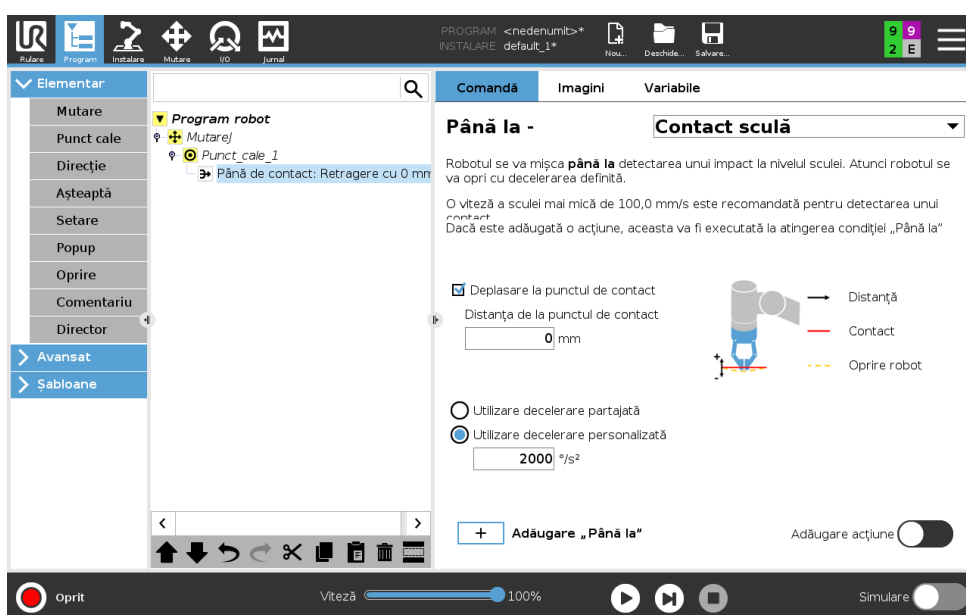 PROGRAM <nedenumit>*
INSTALARE default_1*
Rulare Program Instalare Mutare I/O Jurnal Nou... Deschide... Salvare...
9 9
2 E
Elementar
Mutare
Punct cale
Direcție
Așteaptă
Setare
Popup
Oprire
Comentariu
Director
Avansat
Șabloane
Program robot
MutareJ
Punct_cale_1
Până de contact: Retragere cu 0 mm
Comandă Imagini Variabile
Până la - Contact sculă
Robotul se va mișca până la detectarea unui impact la nivelul sculei. Atunci robotul se
va opri cu decelerarea definită.
O viteză a sculei mai mică de 100,0 mm/s este recomandată pentru detectarea unui
contact
Dacă este adăugată o acțiune, aceasta va fi executată la atingerea condiției „Până la”
Deplasare la punctul de contact
Distanța de la punctul de contact
0 mm
Distanță
Contact
Oprire robot
+
-
Utilizare decelerare partajată
Utilizare decelerare personalizată
2000 °/s²
+ Adăugare „Până la” Adăugare acțiune
Oprit Viteză 100% Simulare